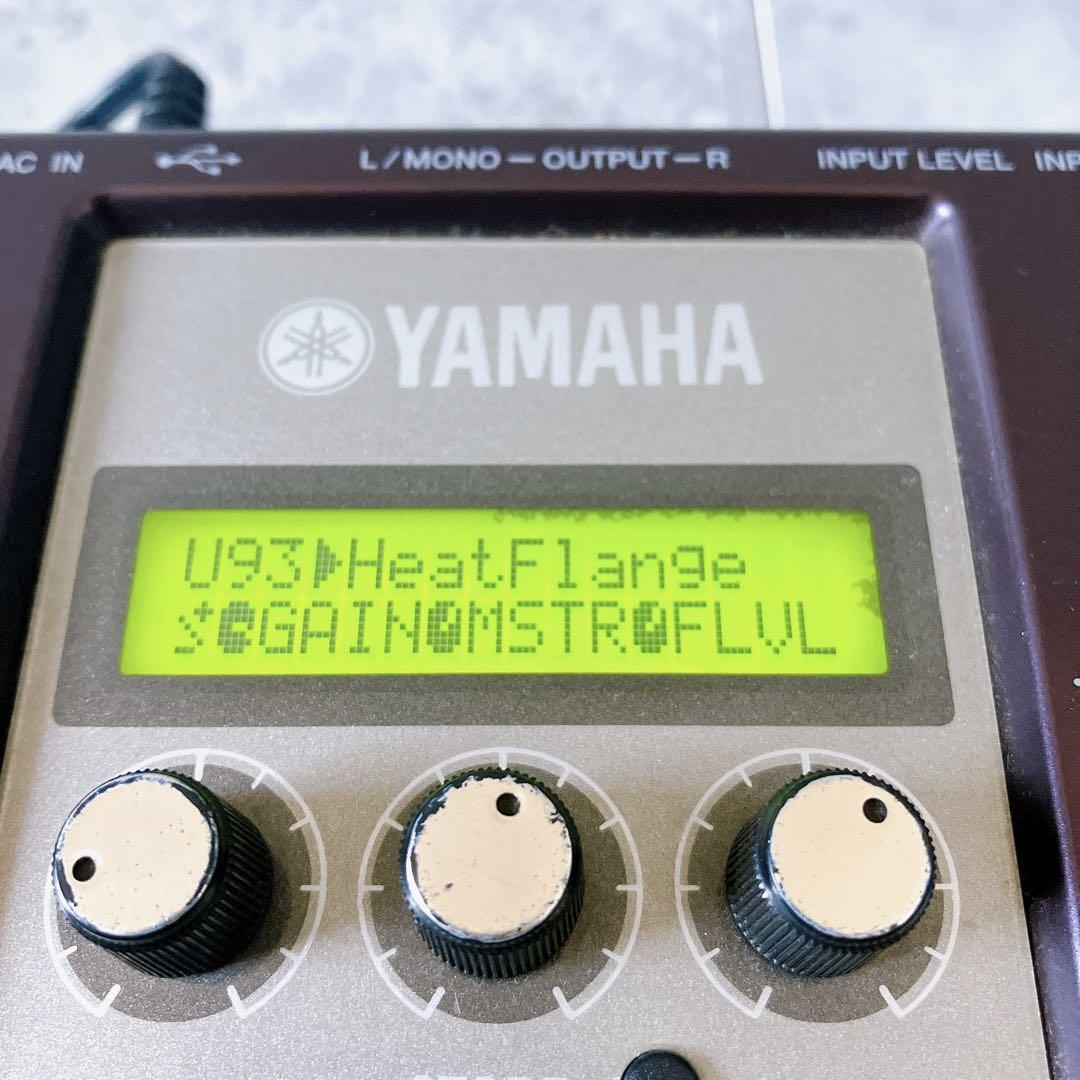 AC IN
L/MONO — OUTPUT — R
INPUT LEVEL
YAMAHA
U93▶HeatFlange
GAIN MSTR FLVL